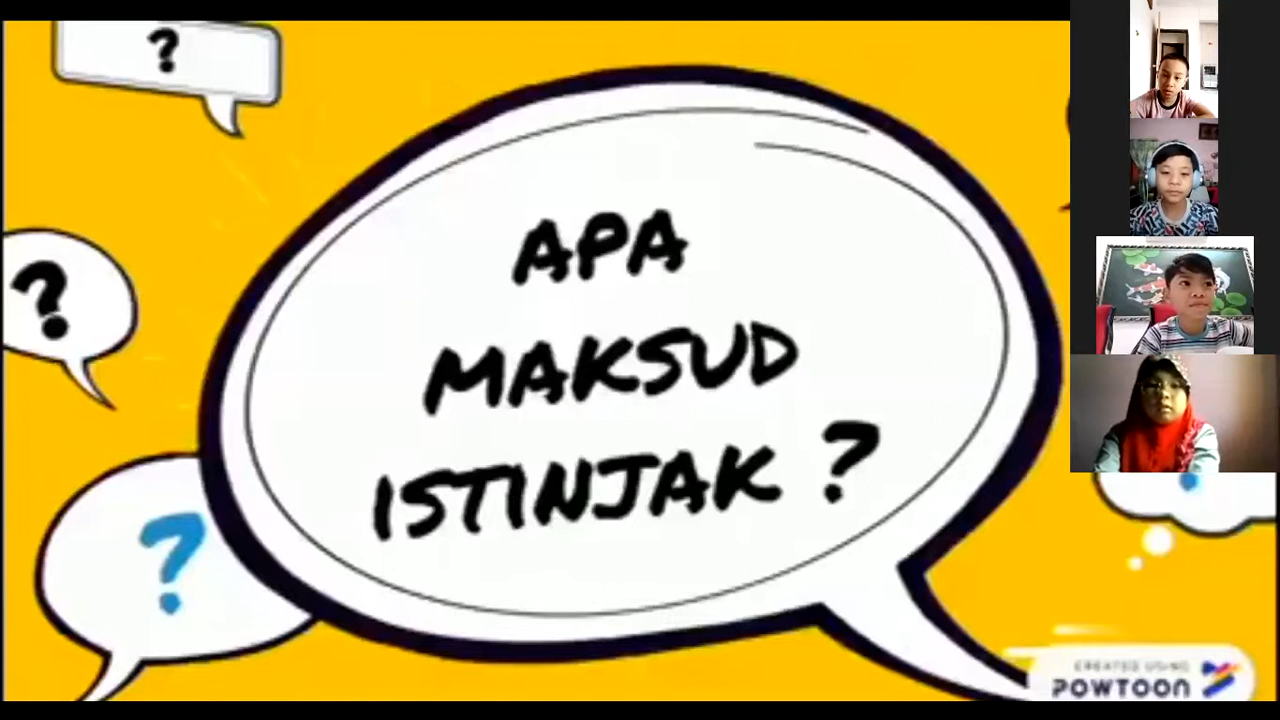 ?
?
?
APA
MAKSUD
ISTINJAK ?
CREATED USING
POWTOON